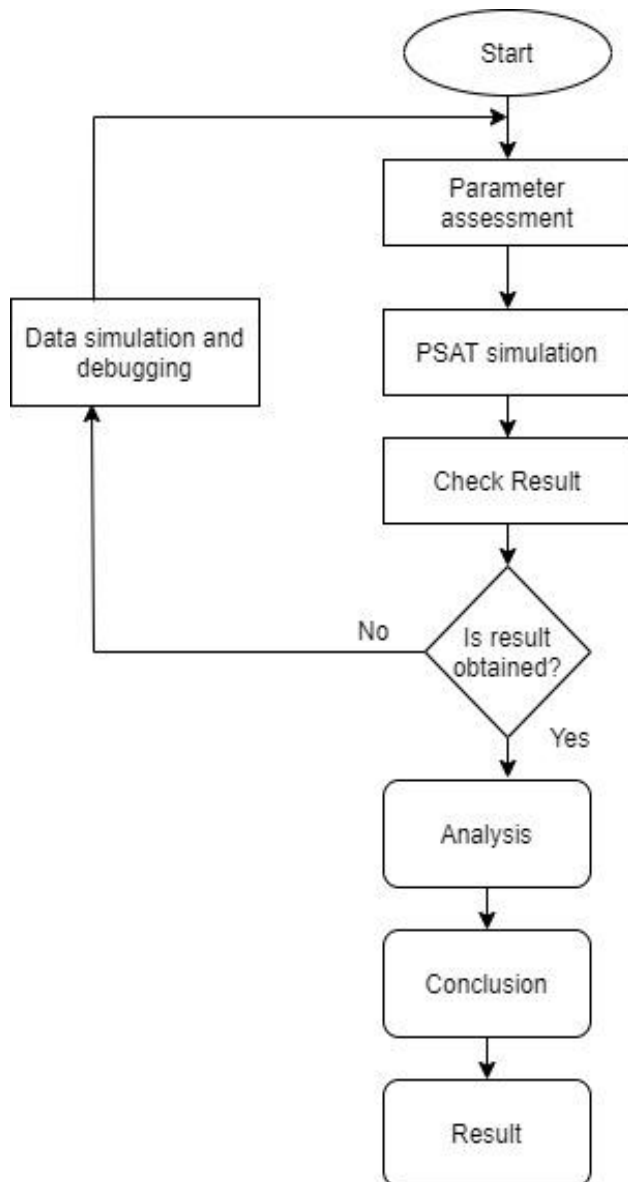 Start
Parameter
assessment
Data simulation and
debugging
PSAT simulation
Check Result
No
Is result
obtained?
Yes
Analysis
Conclusion
Result